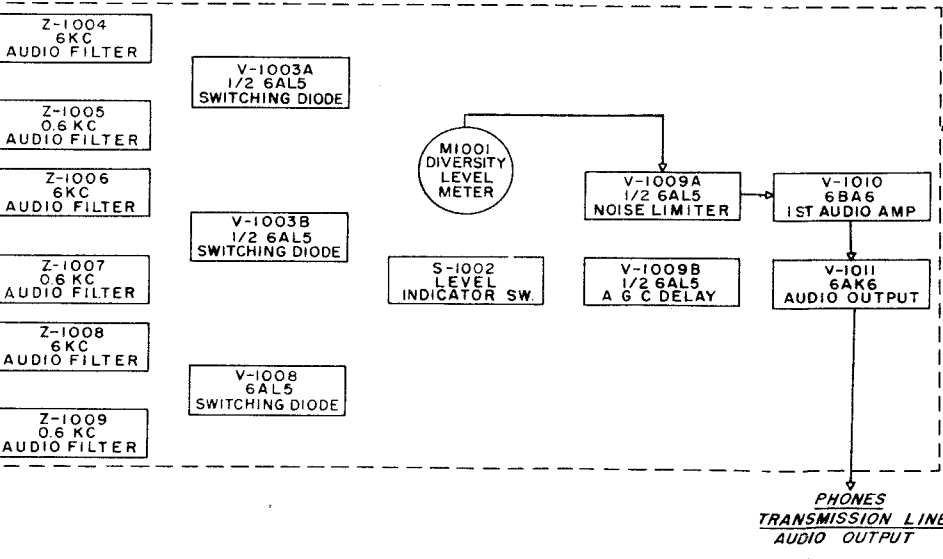 Z-1004
6KC
AUDIO FILTER
Z-1005
0.6 KC
AUDIO FILTER
Z-1006
6KC
AUDIO FILTER
Z-1007
0.6 KC
AUDIO FILTER
Z-1008
6KC
AUDIO FILTER
Z-1009
0.6 KC
AUDIO FILTER
V-1003A
1/2 6AL5
SWITCHING DIODE
V-1003B
1/2 6AL5
SWITCHING DIODE
V-1008
6AL5
SWITCHING DIODE
M1001
DIVERSITY
LEVEL
METER
S-1002
LEVEL
INDICATOR SW.
V-1009A
1/2 6AL5
NOISE LIMITER
V-1009B
1/2 6AL5
A G C DELAY
V-1010
6BA6
1ST AUDIO AMP
V-1011
6AK6
AUDIO OUTPUT
PHONES
TRANSMISSION LINE
AUDIO OUTPUT